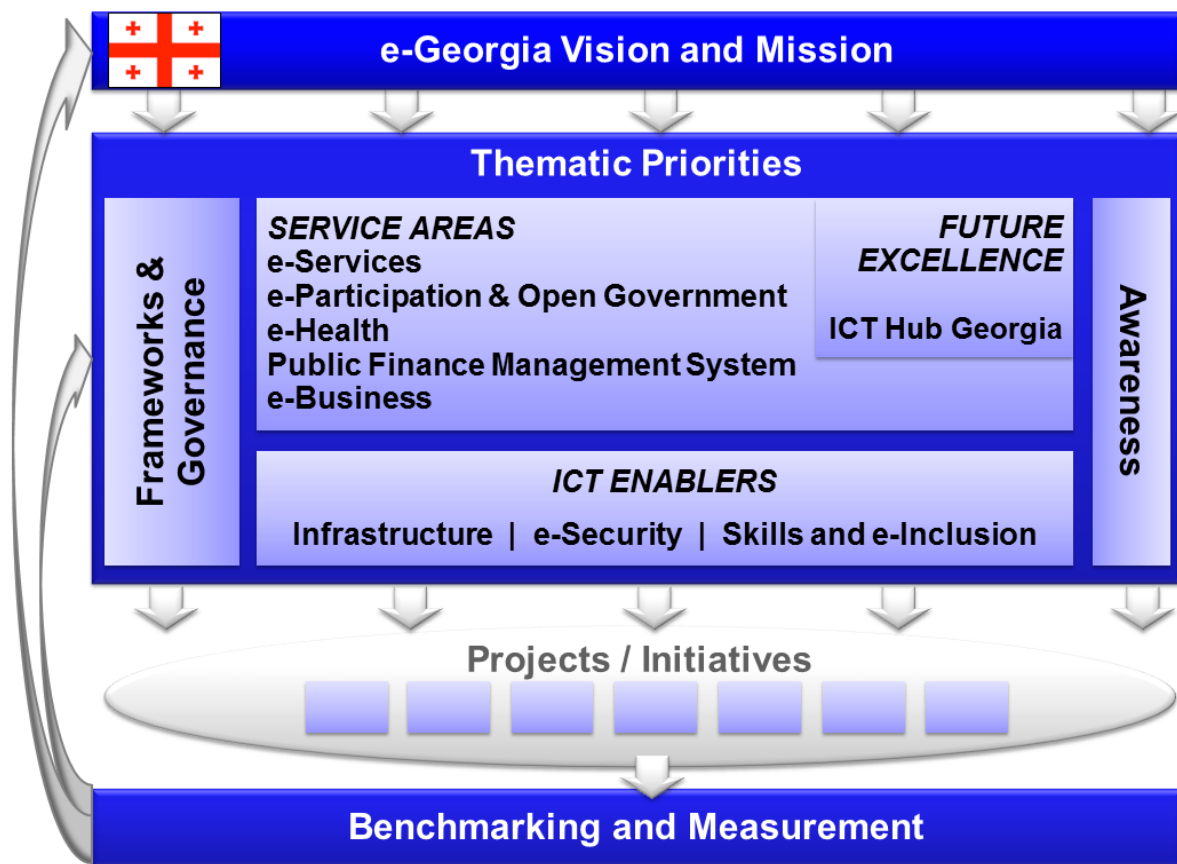 e-Georgia Vision and Mission
Thematic Priorities
Frameworks &
Governance
SERVICE AREAS
e-Services
e-Participation & Open Government
e-Health
Public Finance Management System
e-Business
FUTURE
EXCELLENCE
ICT Hub Georgia
Awareness
ICT ENABLERS
Infrastructure | e-Security | Skills and e-Inclusion
Projects / Initiatives
Benchmarking and Measurement